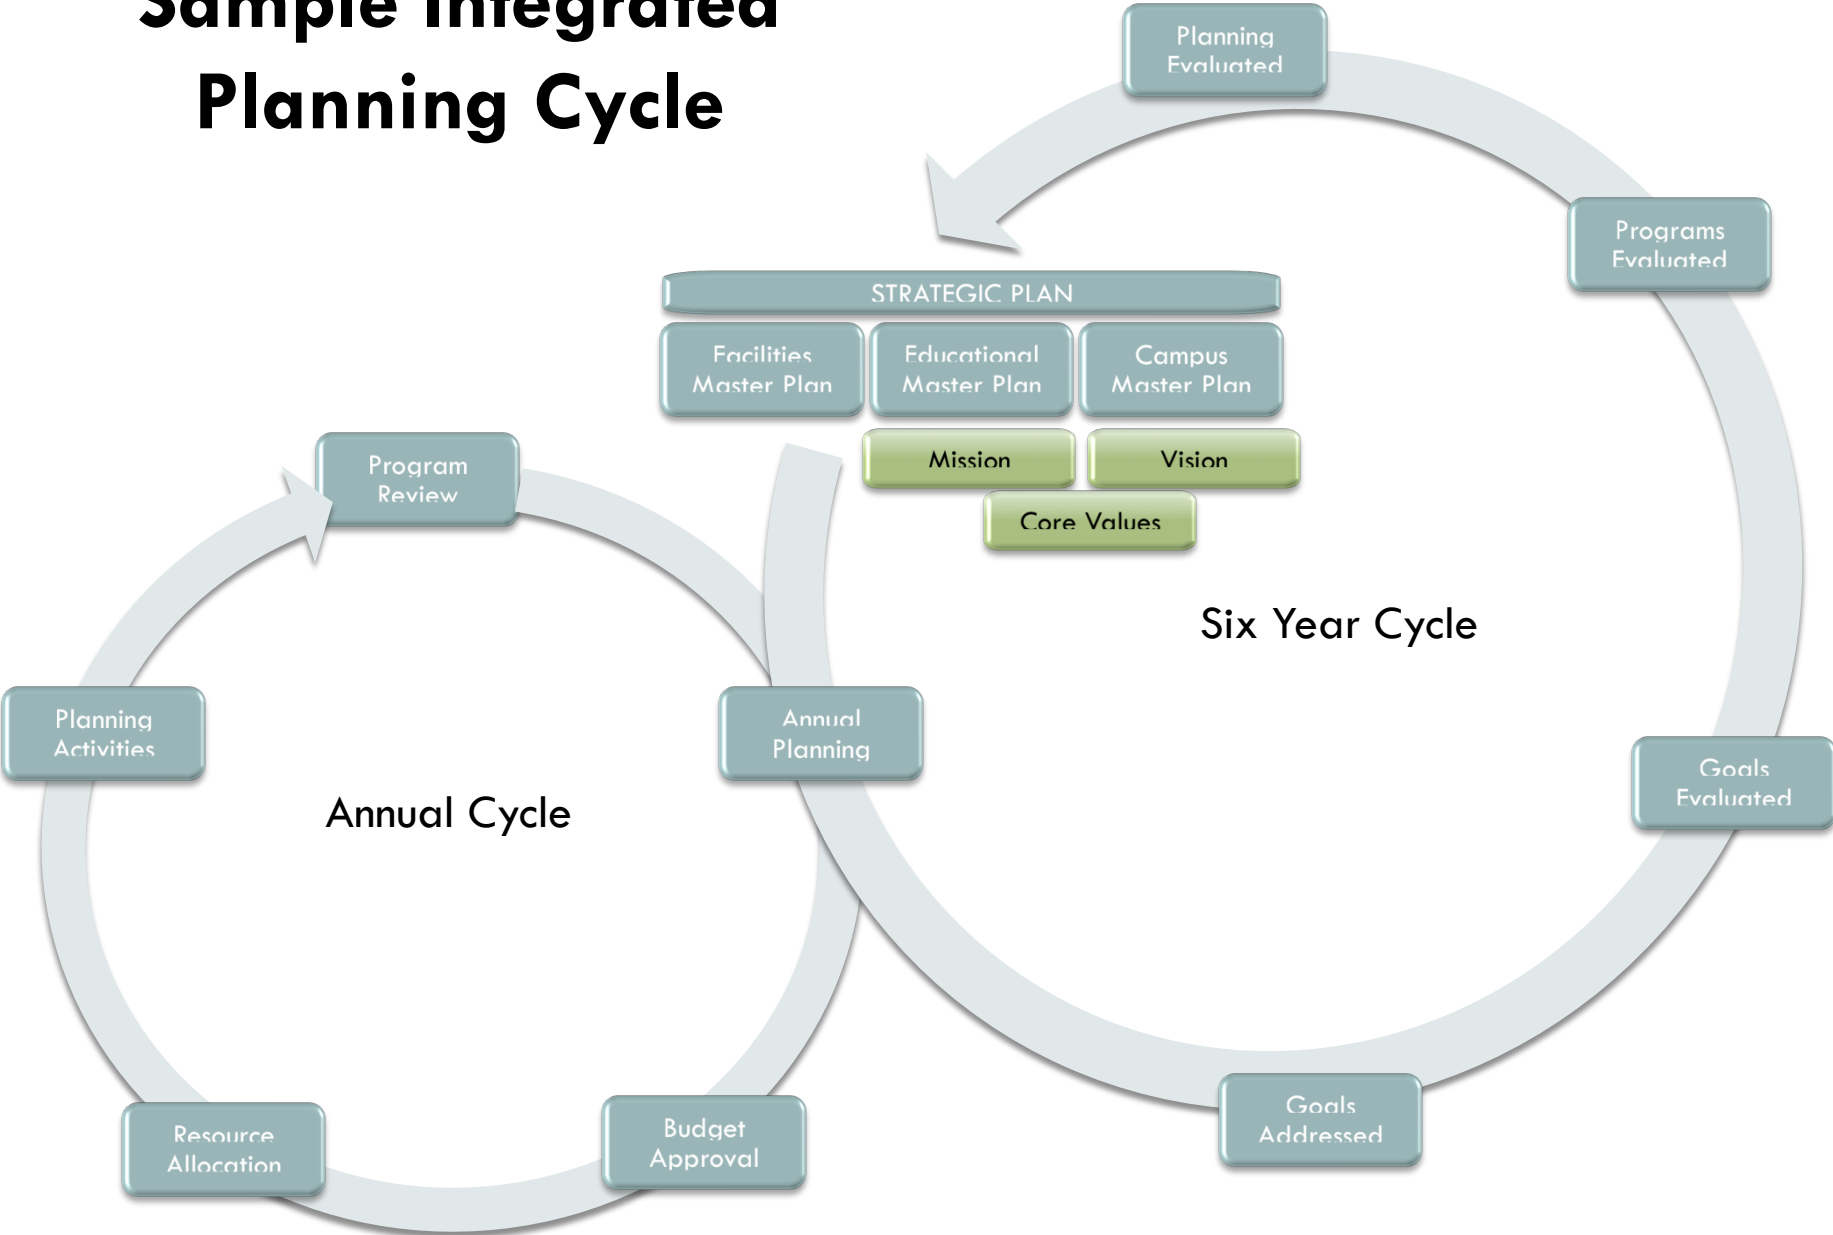 Sample Integrated
Planning Cycle
Planning
Evaluated
Programs
Evaluated
STRATEGIC PLAN
Facilities
Master Plan
Educational
Master Plan
Campus
Master Plan
Mission
Vision
Core Values
Program
Review
Six Year Cycle
Planning
Activities
Annual
Planning
Goals
Evaluated
Annual Cycle
Resource
Allocation
Budget
Approval
Goals
Addressed